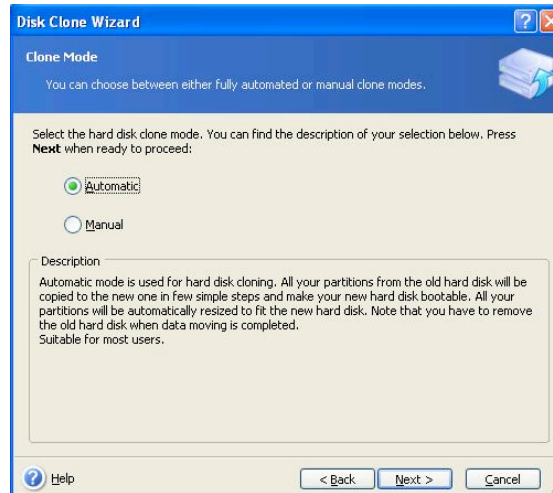 Disk Clone Wizard
Clone Mode
You can choose between either fully automated or manual clone modes.
Select the hard disk clone mode. You can find the description of your selection below. Press
Next when ready to proceed:
Automatic
Manual
Description
Automatic mode is used for hard disk cloning. All your partitions from the old hard disk will be
copied to the new one in few simple steps and make your new hard disk bootable. All your
partitions will be automatically resized to fit the new hard disk. Note that you have to remove
the old hard disk when data moving is completed.
Suitable for most users.
Help
< Back
Next >
Cancel